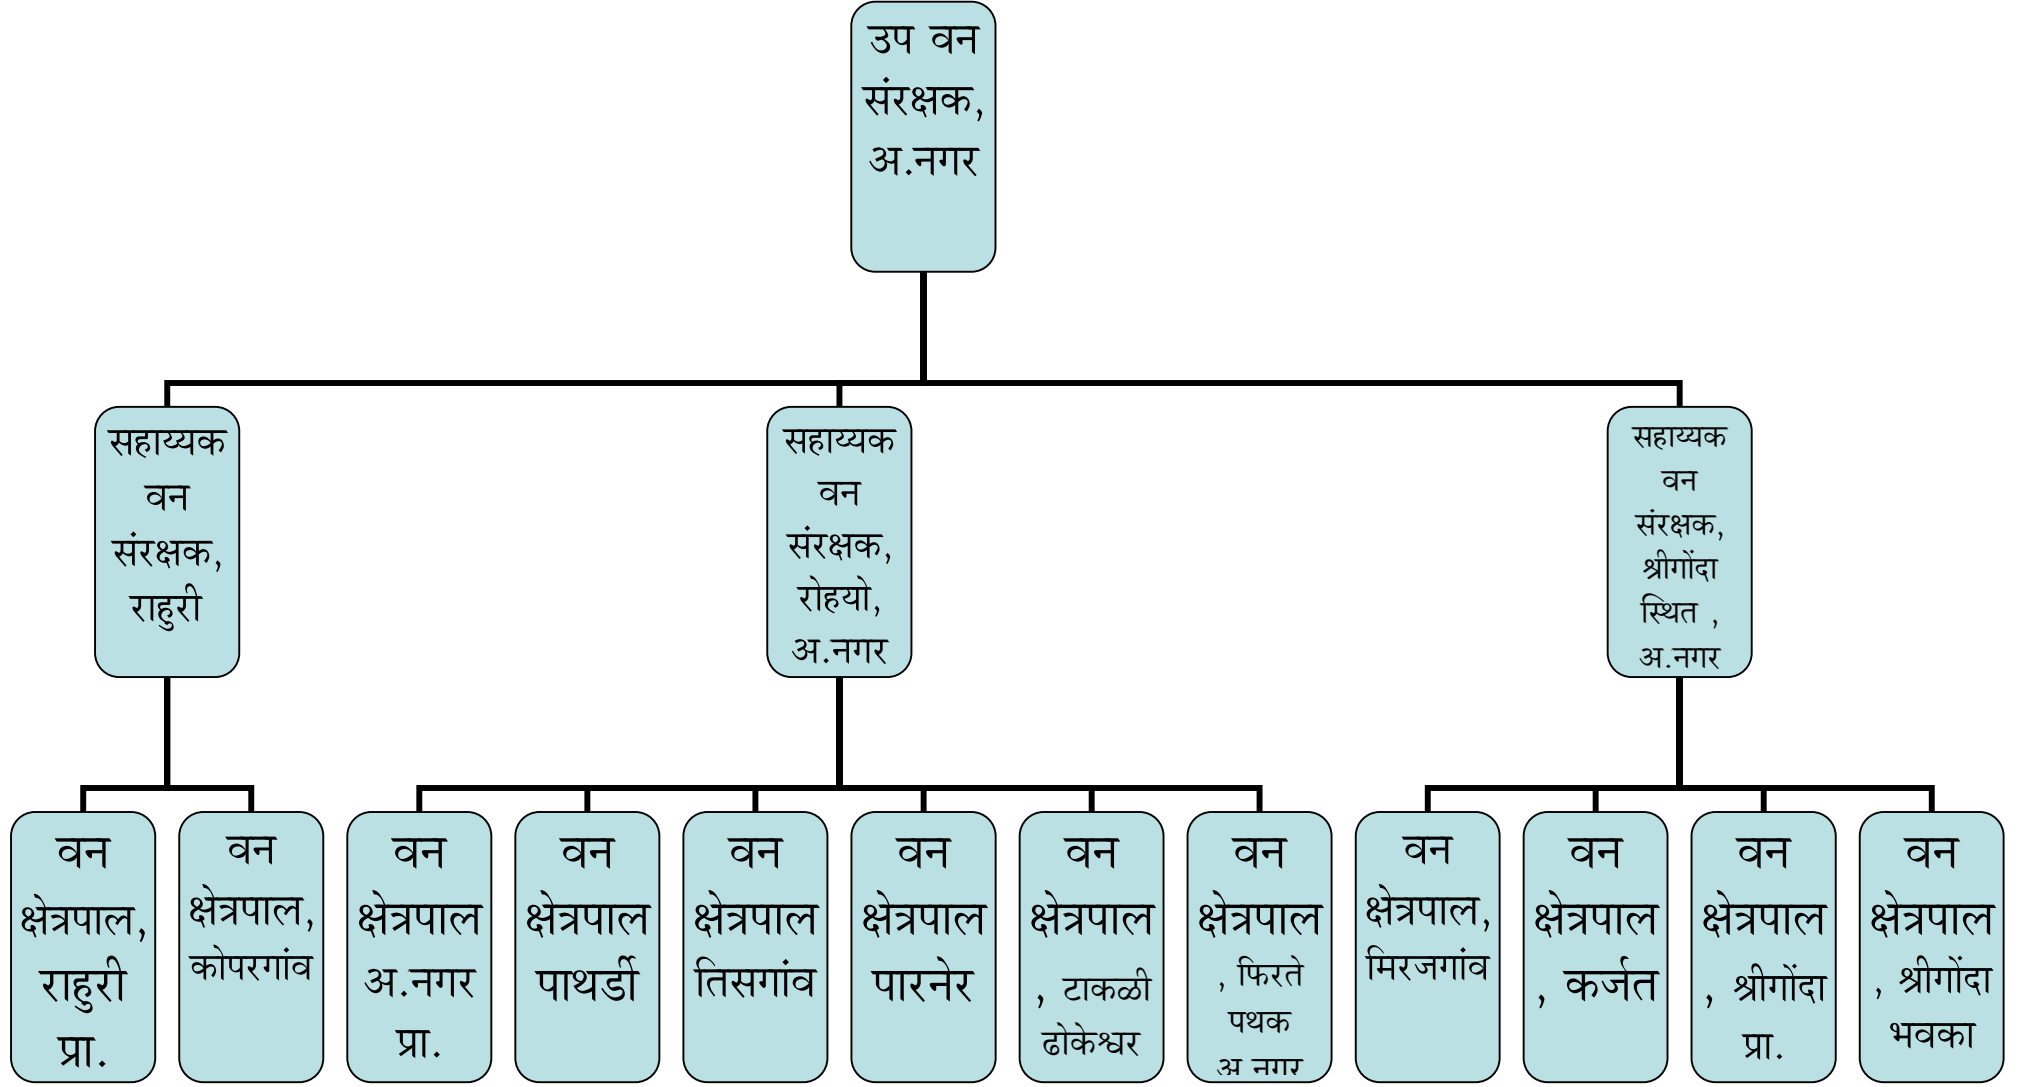 उप वन
संरक्षक,
अ.नगर
सहाय्यक
वन
संरक्षक,
राहुरी
सहाय्यक
वन
संरक्षक,
रोहयो,
अ.नगर
सहाय्यक
वन
संरक्षक,
श्रीगोंदा
स्थित ,
अ.नगर
वन
क्षेत्रपाल,
राहुरी
प्रा.
वन
क्षेत्रपाल,
कोपरगांव
वन
क्षेत्रपाल
अ.नगर
प्रा.
वन
क्षेत्रपाल
पाथर्डी
वन
क्षेत्रपाल
तिसगांव
वन
क्षेत्रपाल
पारनेर
वन
क्षेत्रपाल
, टाकळी
ढोकेश्वर
वन
क्षेत्रपाल
, फिरते
पथक
अ.नगर
वन
क्षेत्रपाल,
मिरजगांव
वन
क्षेत्रपाल
, कर्जत
वन
क्षेत्रपाल
, श्रीगोंदा
प्रा.
वन
क्षेत्रपाल
, श्रीगोंदा
भवका